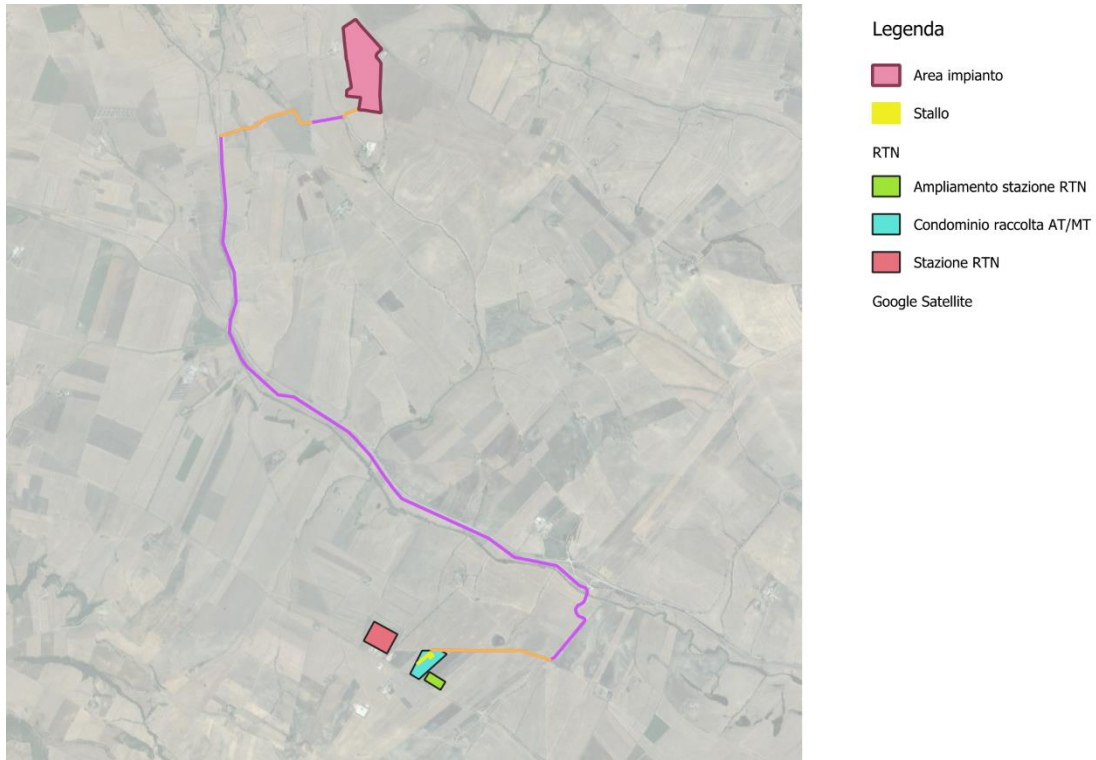 Legenda
Area impianto
Stallo
RTN
Ampliamento stazione RTN
Condominio raccolta AT/MT
Stazione RTN
Google Satellite